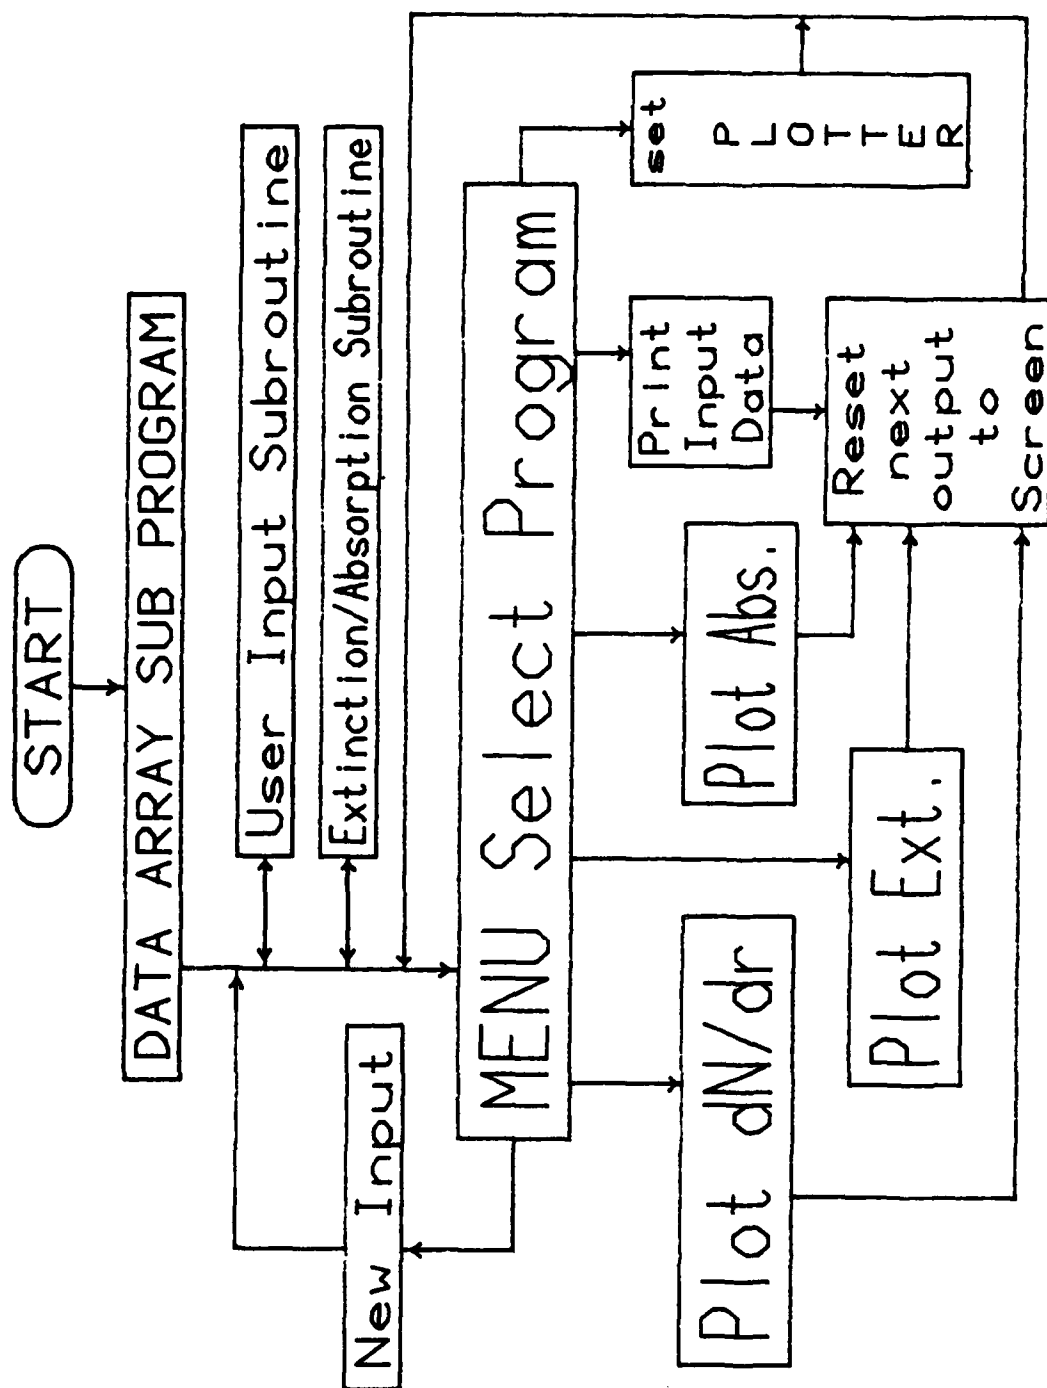 START
DATA ARRAY SUB PROGRAM
User Input Subroutine
Extinction/Absorption Subroutine
New Input
MENU Select Program
Plot dN/dr
Plot Ext.
Plot Abs.
Print
Input
Data
set
PLOTTER
Reset
next
output
to
Screen